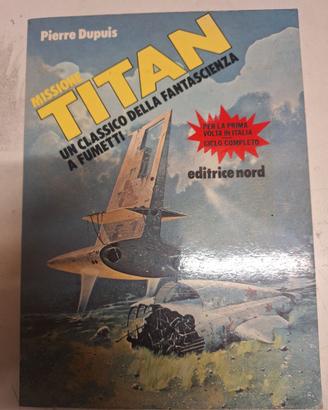 Pierre Dupuis
MISSIONE
TITAN
UN CLASSICO DELLA FANTASCIENZA
A FUMETTI
PER LA PRIMA
VOLTA IN ITALIA
CICLO COMPLETO
editrice nord